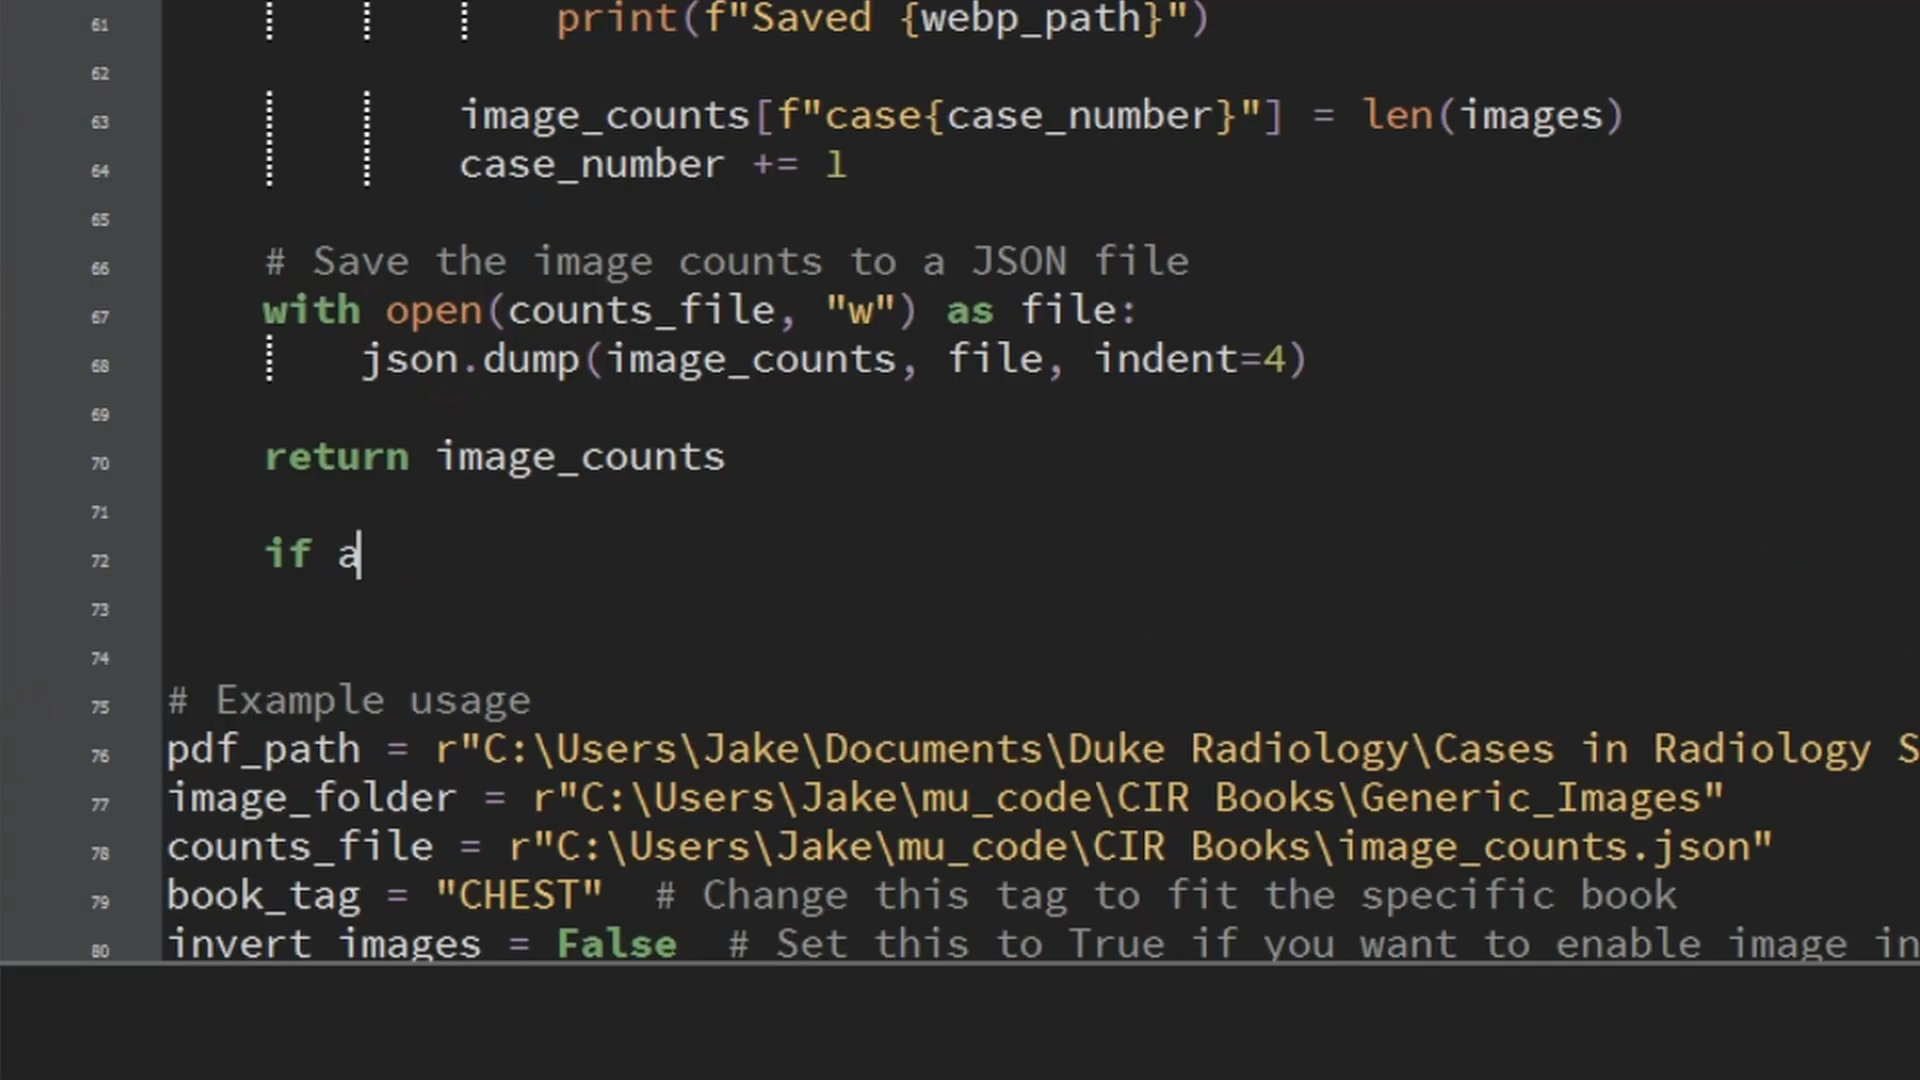 61 print(f"Saved {webp_path}")
62
63 image_counts[f"case{case_number}"] = len(images)
64 case_number += 1
65
66 # Save the image counts to a JSON file
67 with open(counts_file, "w") as file:
68 json.dump(image_counts, file, indent=4)
69
70 return image_counts
71
72 if a
73
74
75 # Example usage
76 pdf_path = r"C:\Users\Jake\Documents\Duke Radiology\Cases in Radiology S
77 image_folder = r"C:\Users\Jake\mu_code\CIR Books\Generic_Images"
78 counts_file = r"C:\Users\Jake\mu_code\CIR Books\image_counts.json"
79 book_tag = "CHEST" # Change this tag to fit the specific book
80 invert_images = False # Set this to True if you want to enable image in